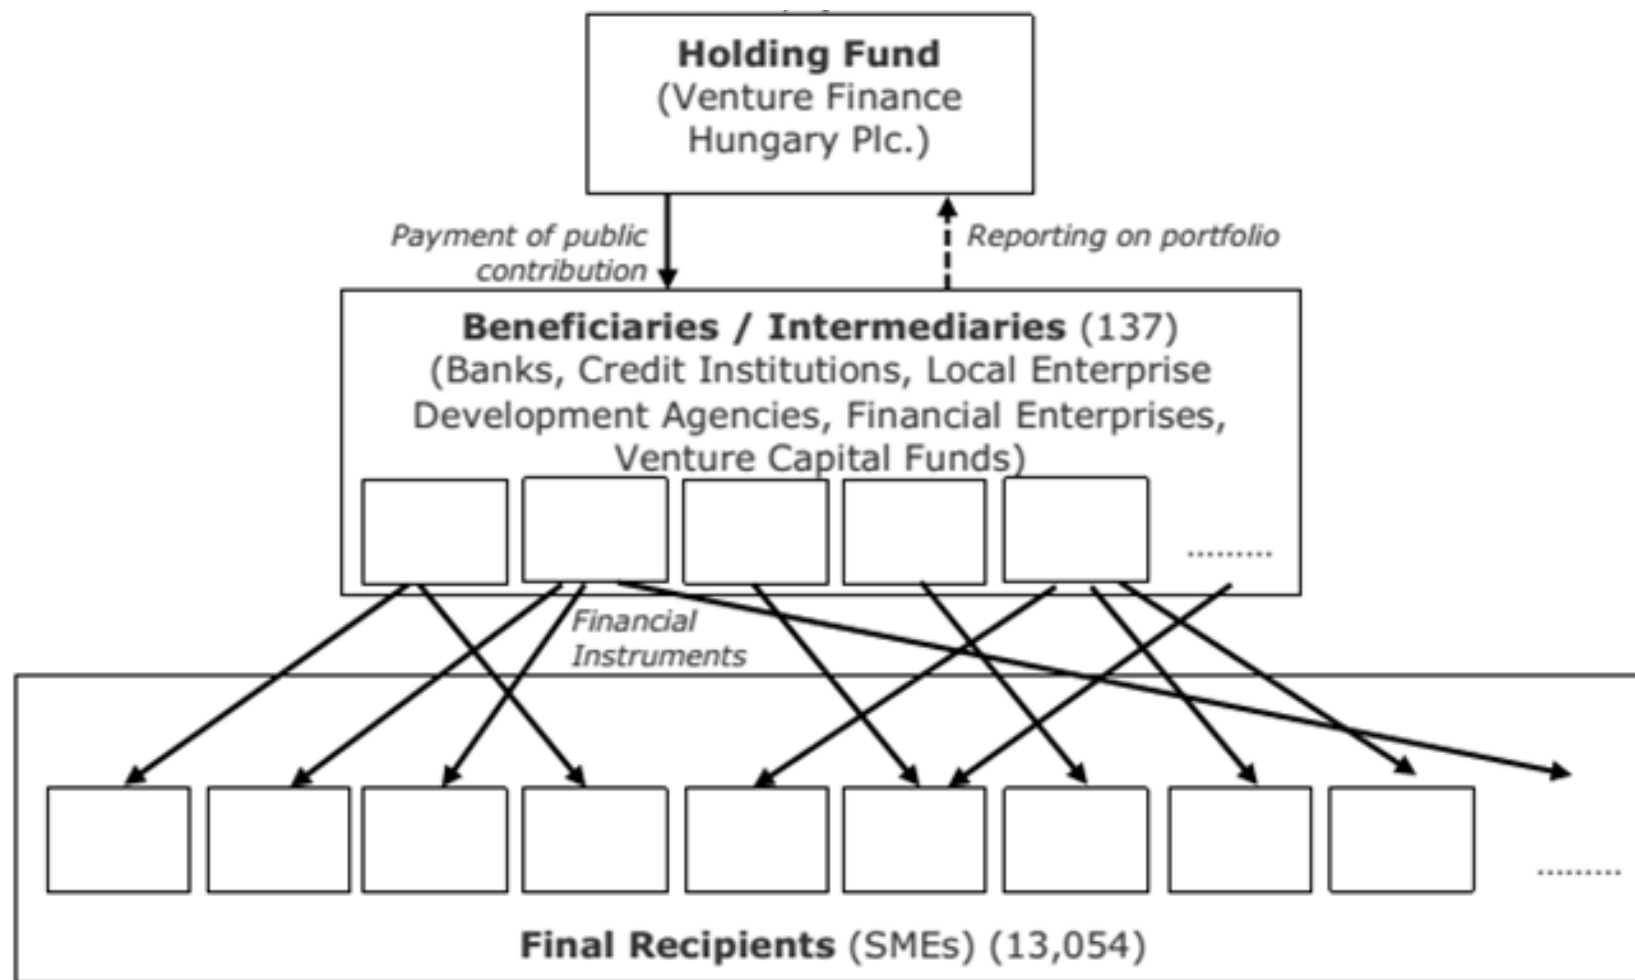 Holding Fund
(Venture Finance
Hungary Plc.)
Payment of public
contribution
Reporting on portfolio
Beneficiaries / Intermediaries (137)
(Banks, Credit Institutions, Local Enterprise
Development Agencies, Financial Enterprises,
Venture Capital Funds)
.........
Financial
Instruments
.........
Final Recipients (SMEs) (13,054)